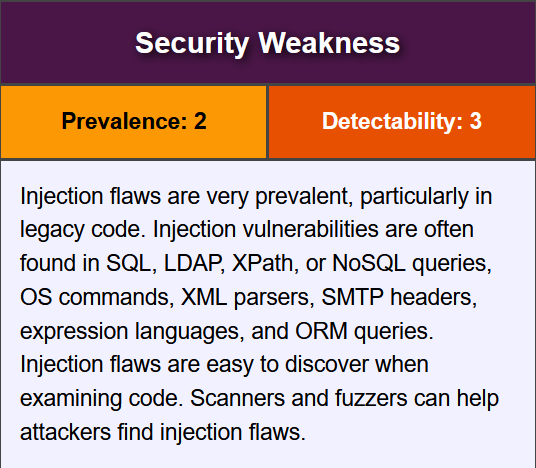 Security Weakness
Prevalence: 2
Detectability: 3
Injection flaws are very prevalent, particularly in
legacy code. Injection vulnerabilities are often
found in SQL, LDAP, XPath, or NoSQL queries,
OS commands, XML parsers, SMTP headers,
expression languages, and ORM queries.
Injection flaws are easy to discover when
examining code. Scanners and fuzzers can help
attackers find injection flaws.